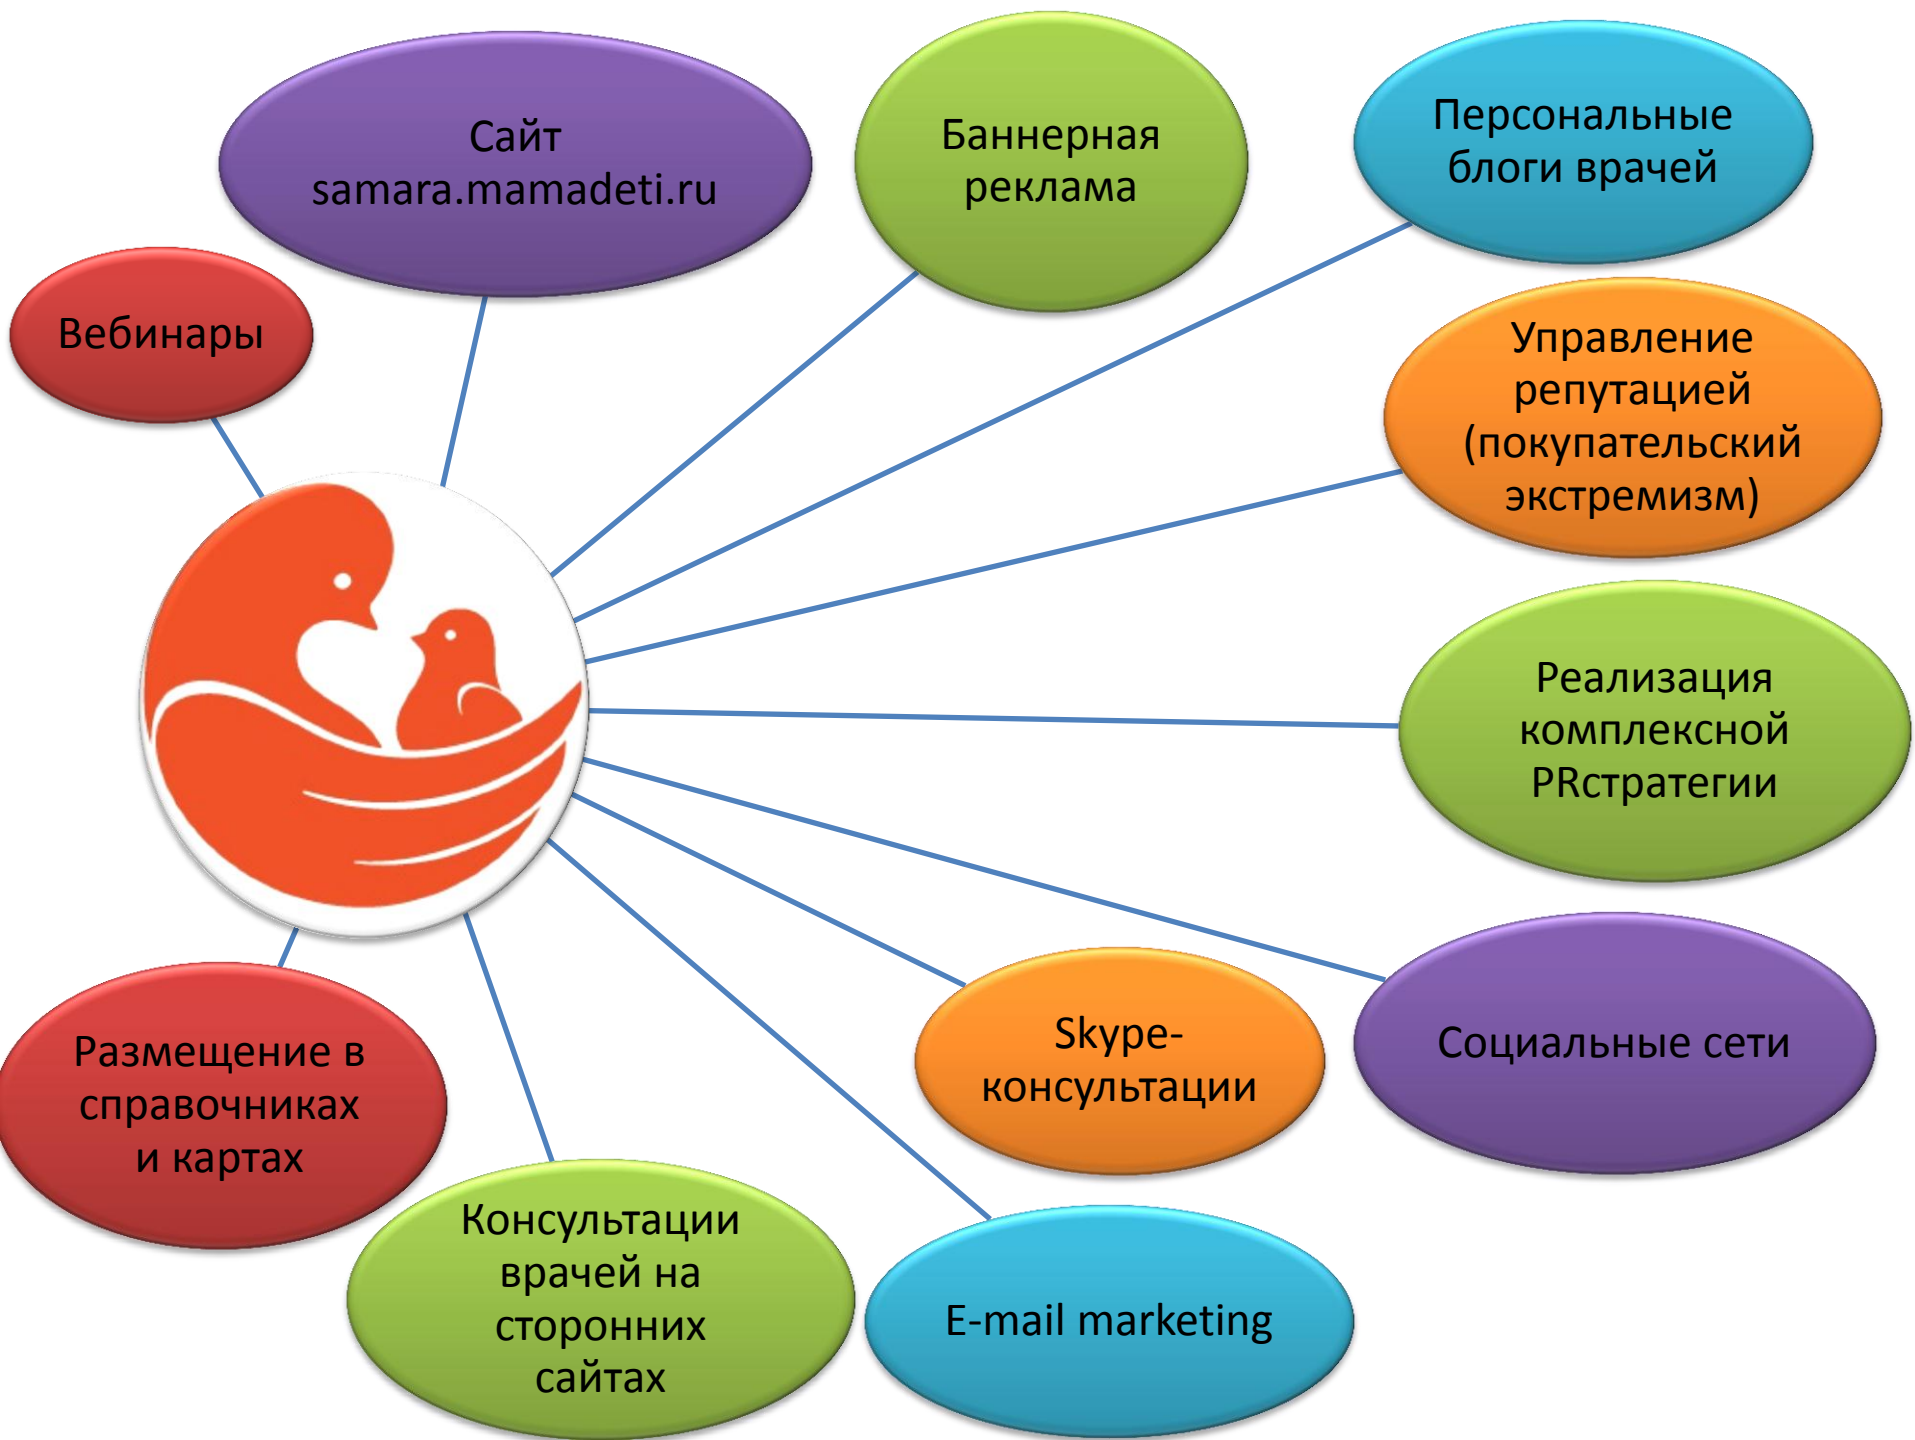 Сайт
samara.mamadeti.ru
Баннерная
реклама
Персональные
блоги врачей
Вебинары
Управление
репутацией
(покупательский
экстремизм)
Реализация
комплексной
PRстратегии
Социальные сети
Skype-
консультации
E-mail marketing
Консультации
врачей на
сторонних
сайтах
Размещение в
справочниках
и картах